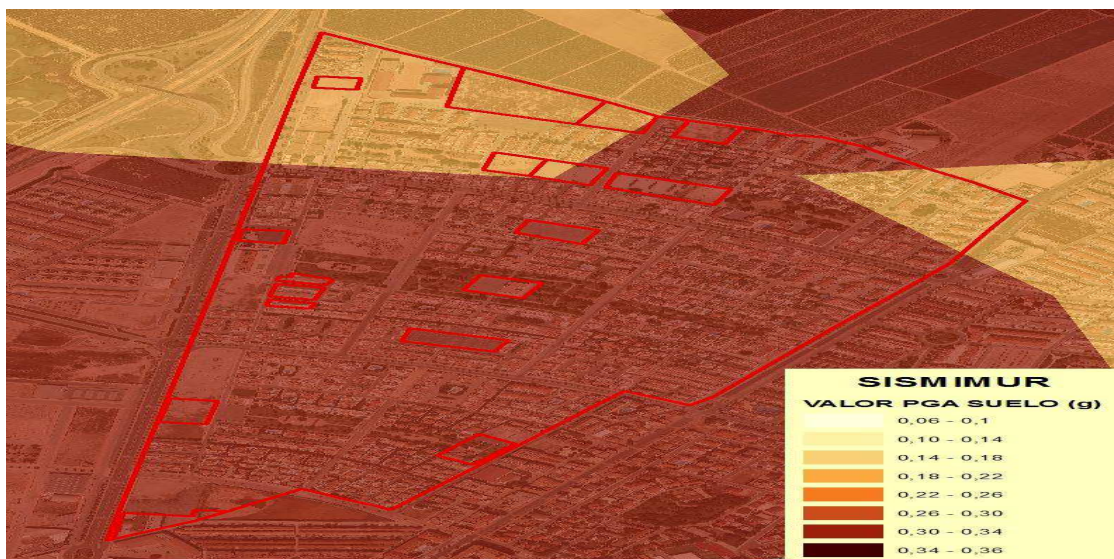 SISMIMUR
VALOR PGA SUELO (g)
0,06 - 0,1
0,10 - 0,14
0,14 - 0,18
0,18 - 0,22
0,22 - 0,26
0,26 - 0,30
0,30 - 0,34
0,34 - 0,36